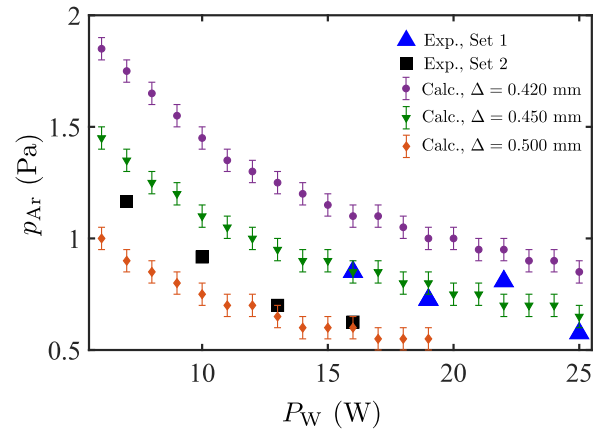 2
1.5
1
0.5
p_Ar (Pa)
Exp., Set 1
Exp., Set 2
Calc., Δ = 0.420 mm
Calc., Δ = 0.450 mm
Calc., Δ = 0.500 mm
10 15 20 25
P_W (W)